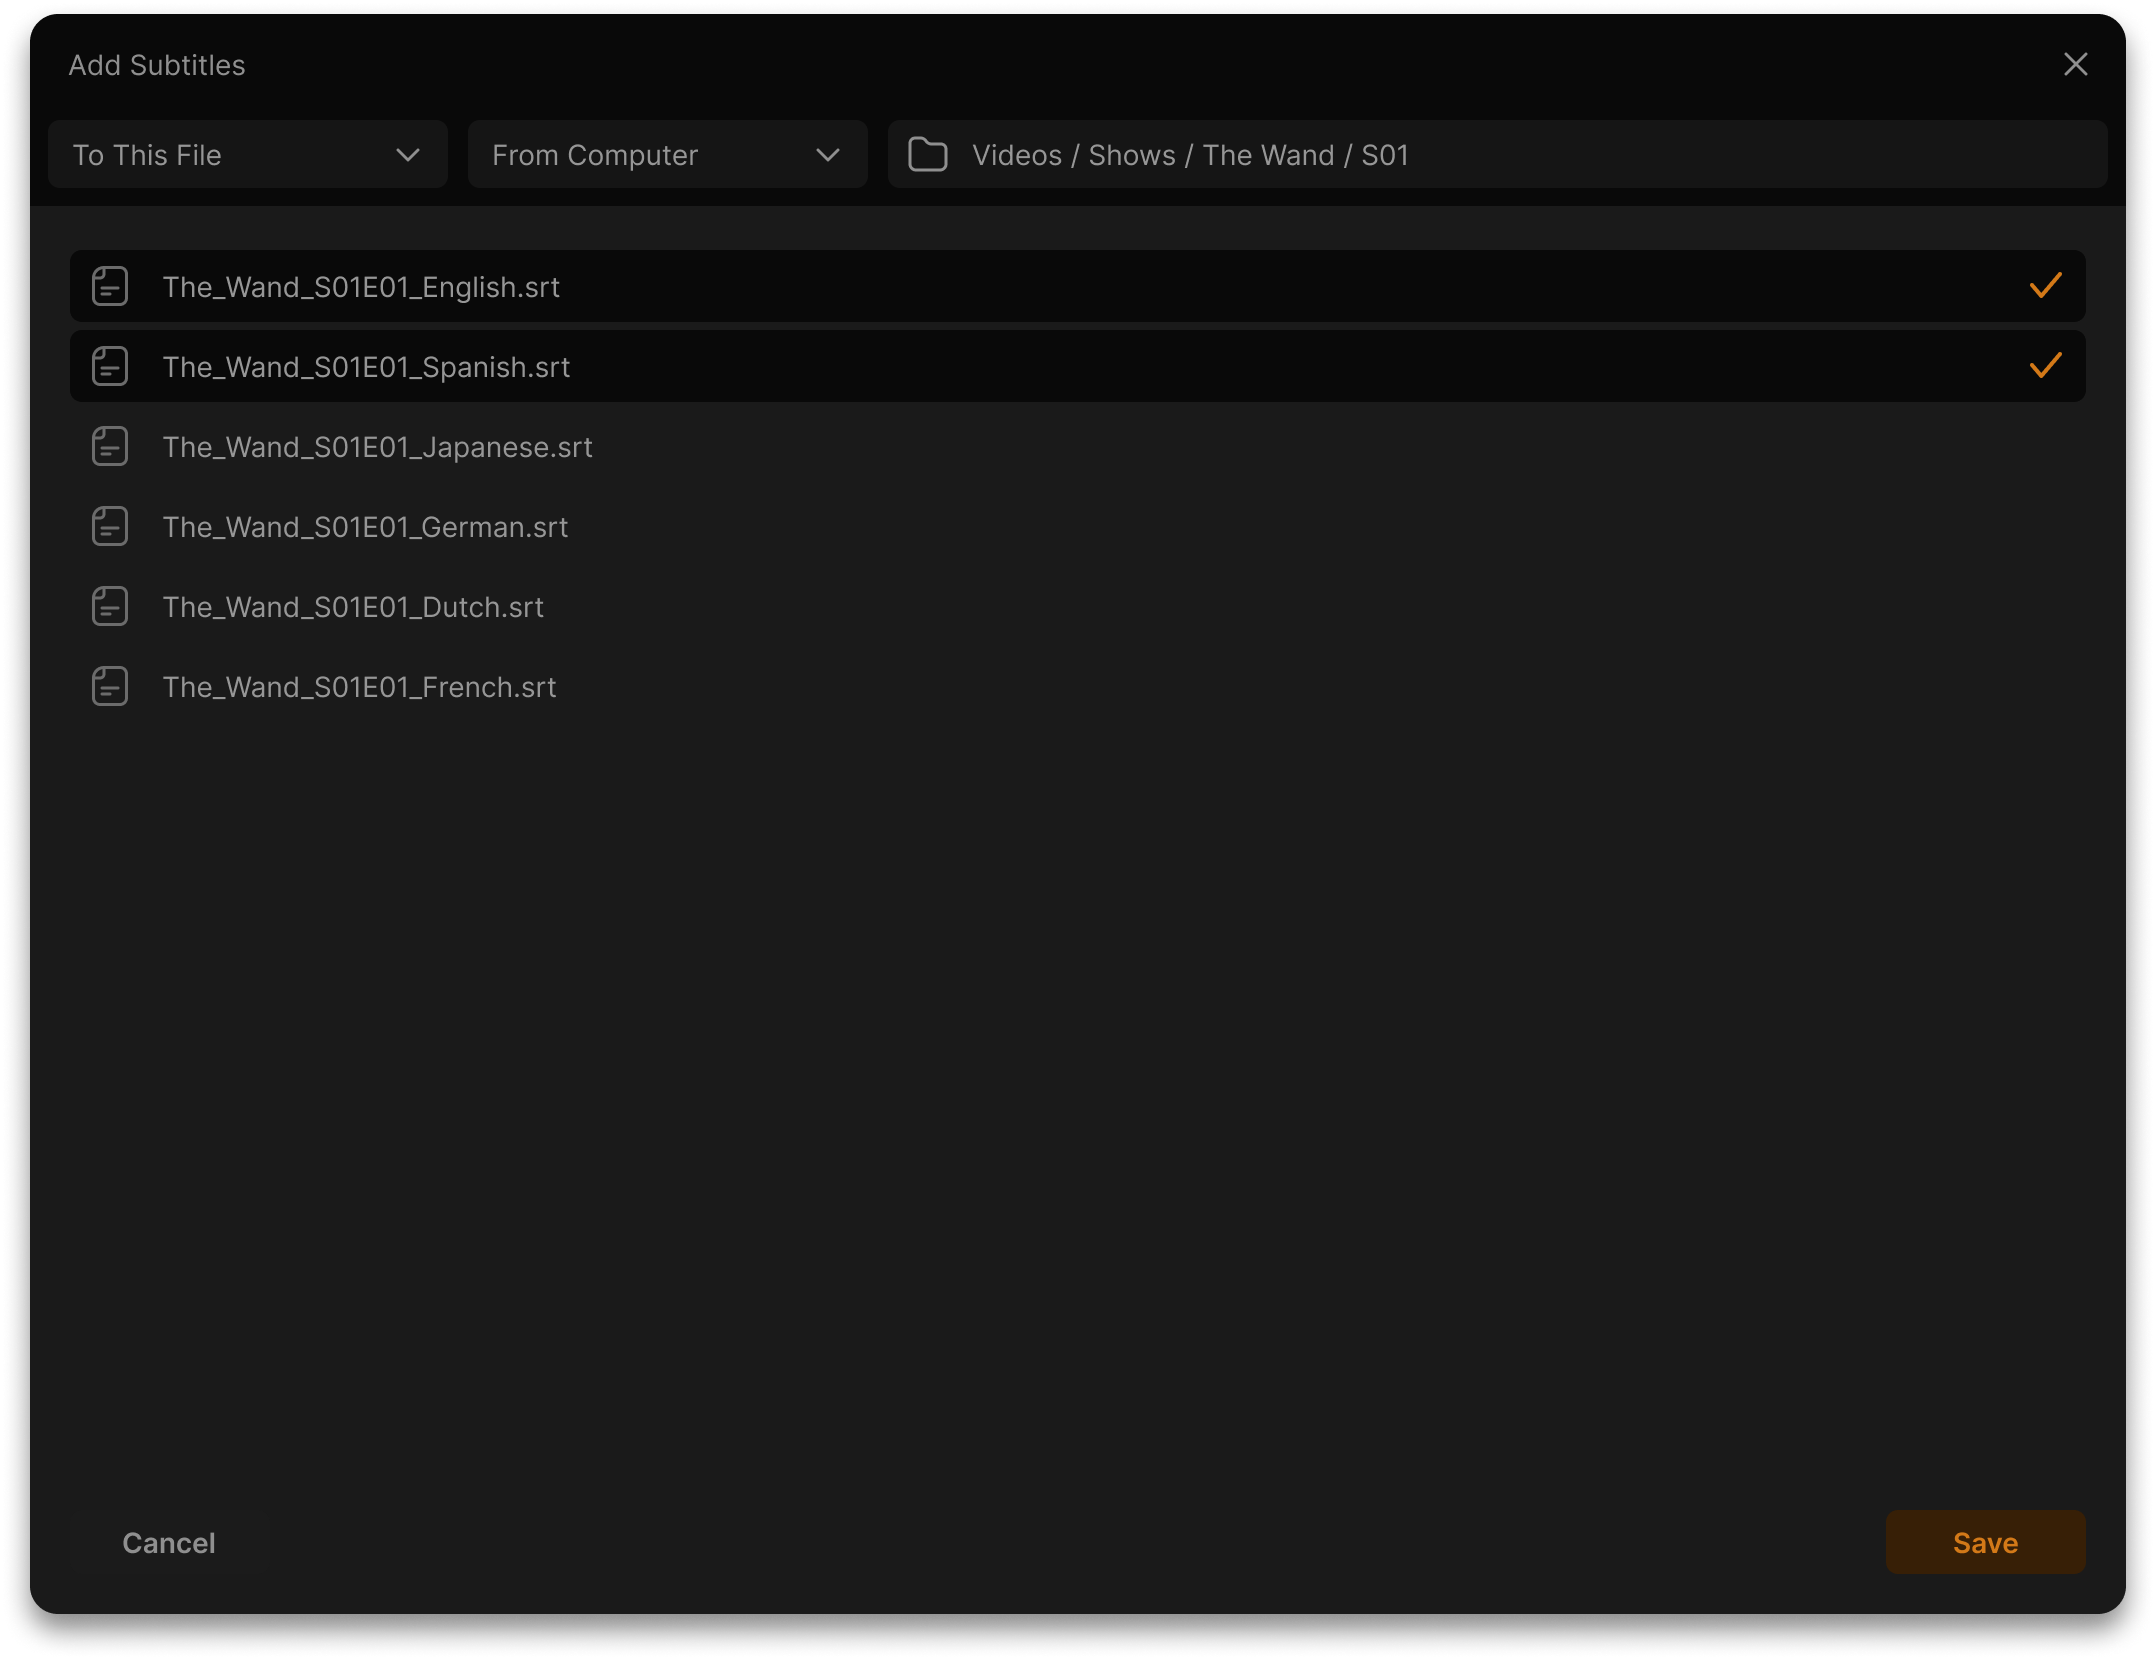 Add Subtitles
To This File
From Computer
Videos / Shows / The Wand / S01
The_Wand_S01E01_English.srt
The_Wand_S01E01_Spanish.srt
The_Wand_S01E01_Japanese.srt
The_Wand_S01E01_German.srt
The_Wand_S01E01_Dutch.srt
The_Wand_S01E01_French.srt
Cancel
Save